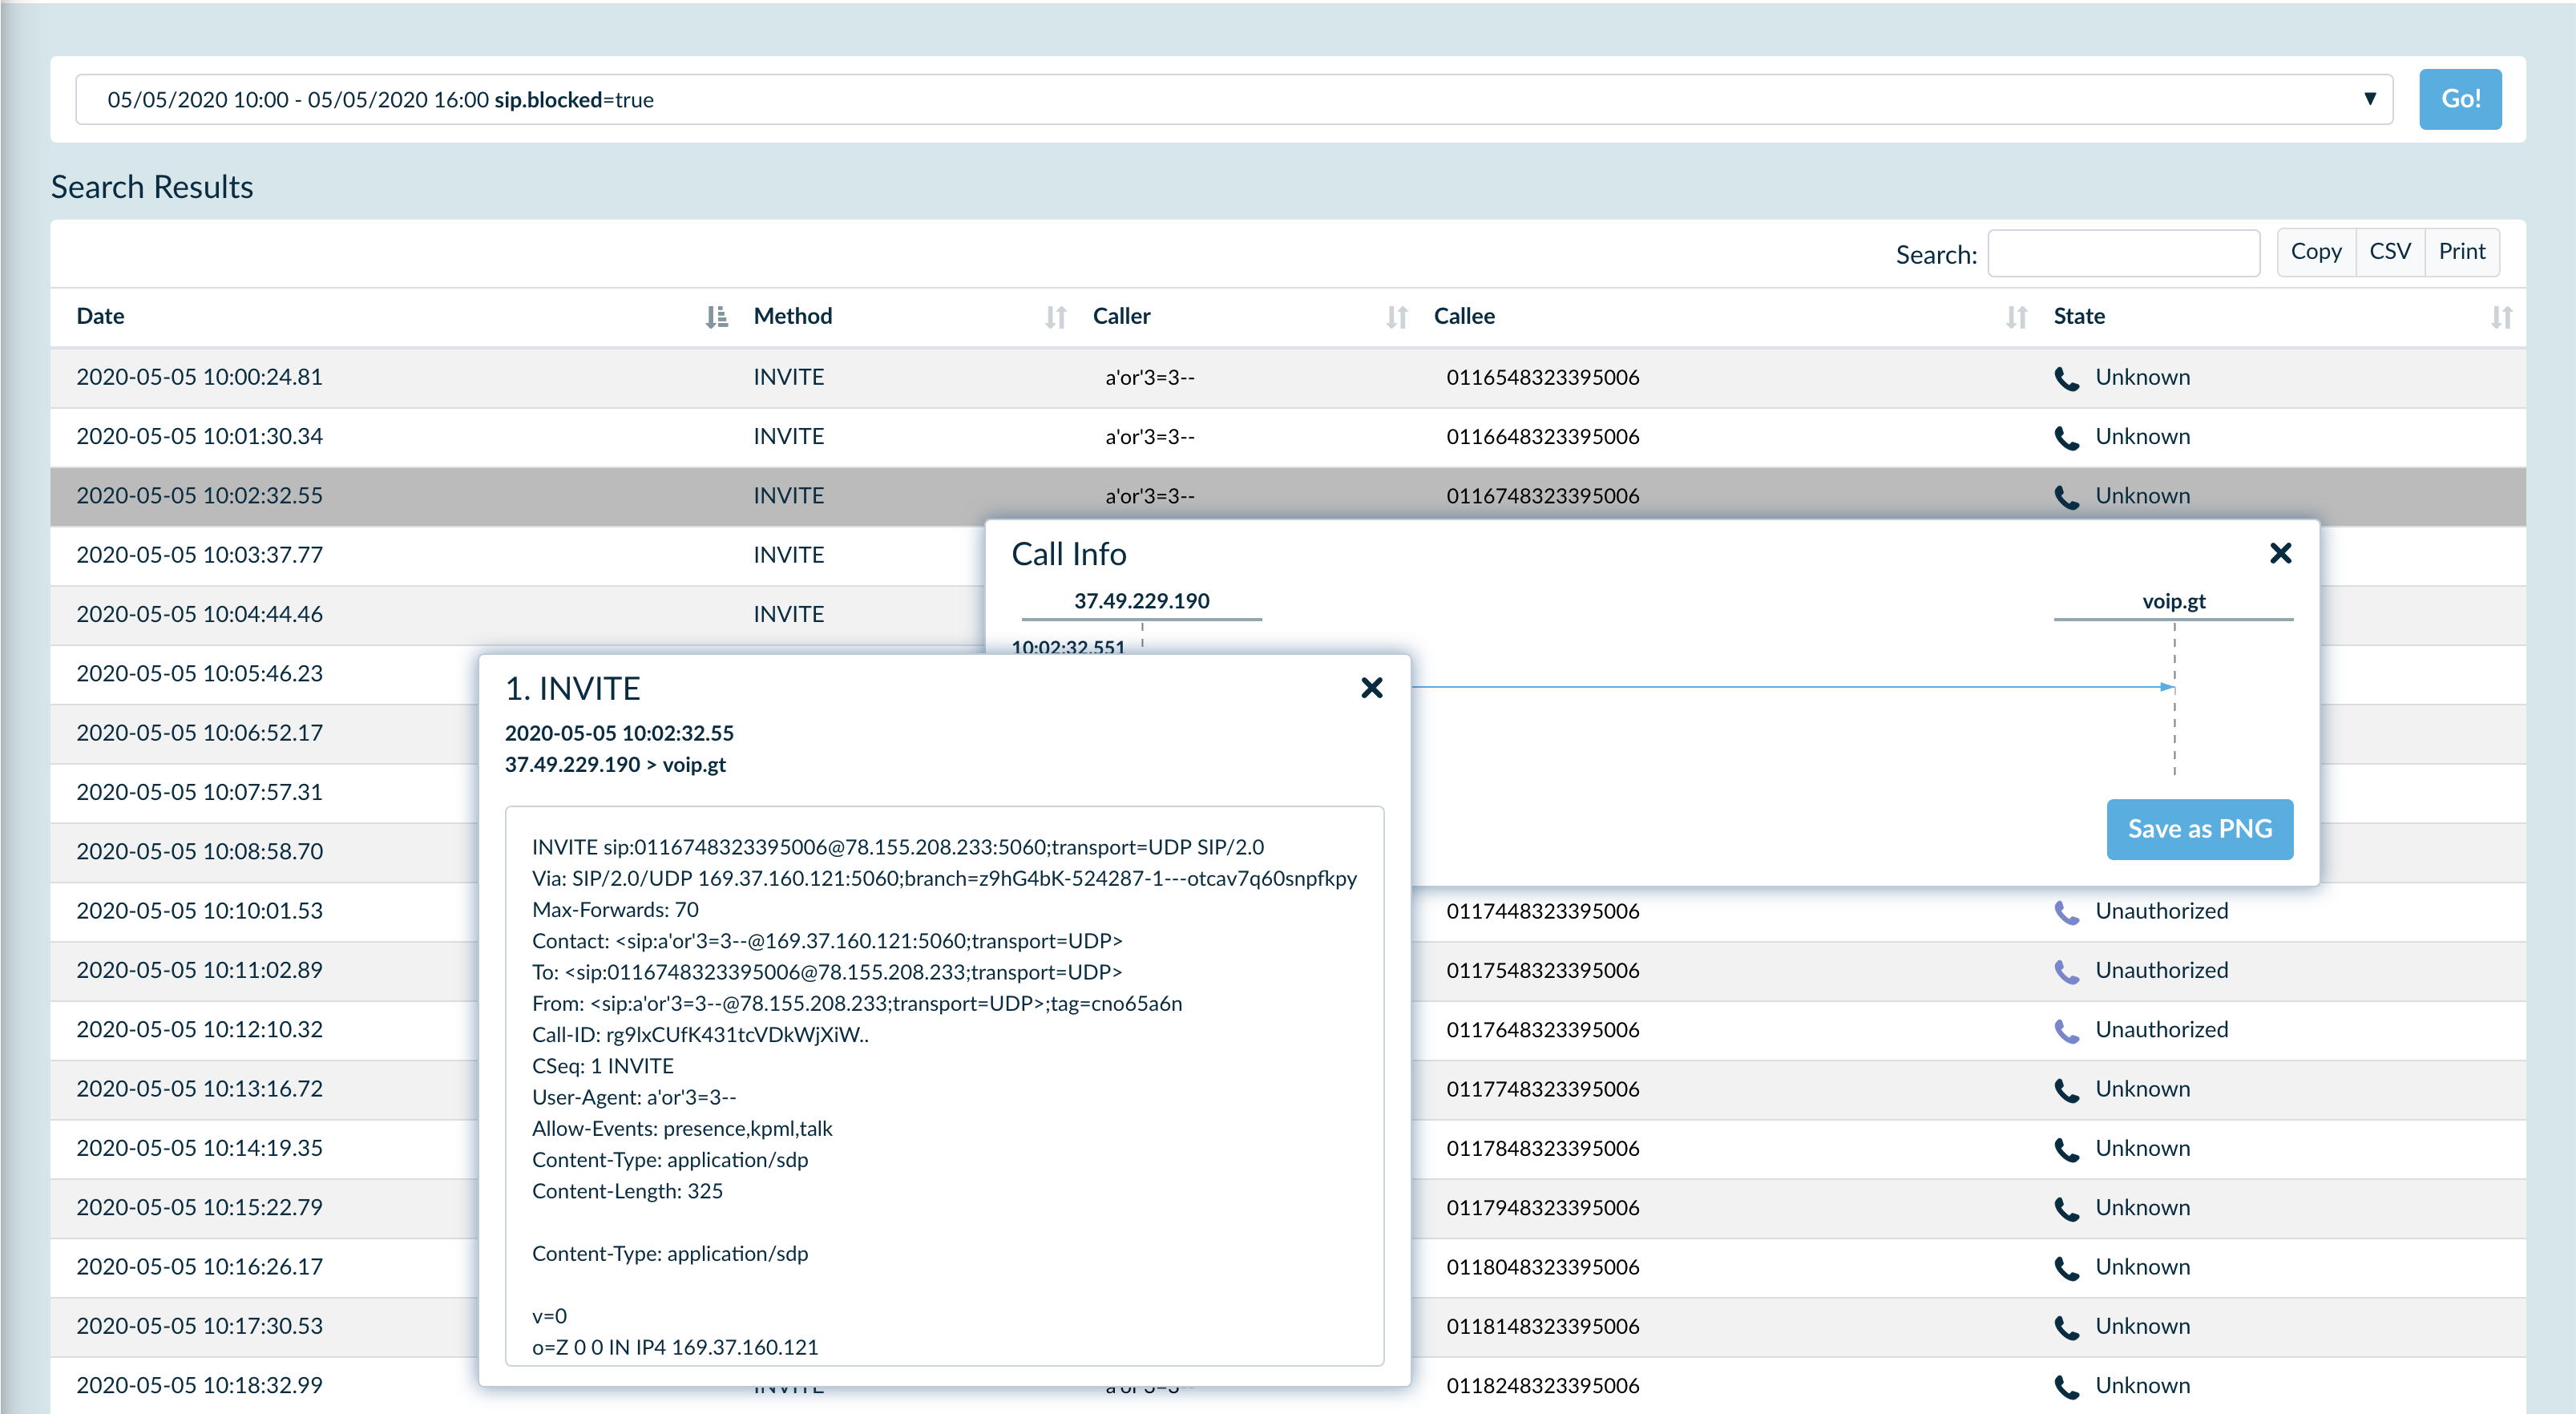 05/05/2020 10:00 - 05/05/2020 16:00 sip.blocked=true ▼ Go!
Search Results
Search: Copy CSV Print
Date Method Caller Callee State
2020-05-05 10:00:24.81 INVITE a'or'3=3-- 0116548323395006 Unknown
2020-05-05 10:01:30.34 INVITE a'or'3=3-- 0116648323395006 Unknown
2020-05-05 10:02:32.55 INVITE a'or'3=3-- 0116748323395006 Unknown
2020-05-05 10:03:37.77 INVITE
2020-05-05 10:04:44.46 INVITE
2020-05-05 10:05:46.23
2020-05-05 10:06:52.17
2020-05-05 10:07:57.31
2020-05-05 10:08:58.70
2020-05-05 10:10:01.53 0117448323395006 Unauthorized
2020-05-05 10:11:02.89 0117548323395006 Unauthorized
2020-05-05 10:12:10.32 0117648323395006 Unauthorized
2020-05-05 10:13:16.72 0117748323395006 Unknown
2020-05-05 10:14:19.35 0117848323395006 Unknown
2020-05-05 10:15:22.79 0117948323395006 Unknown
2020-05-05 10:16:26.17 0118048323395006 Unknown
2020-05-05 10:17:30.53 0118148323395006 Unknown
2020-05-05 10:18:32.99 INVITE a'or'3=3-- 0118248323395006 Unknown
Call Info
37.49.229.190 voip.gt
10:02:32.551
Save as PNG
1. INVITE
2020-05-05 10:02:32.55
37.49.229.190 > voip.gt
INVITE sip:0116748323395006@78.155.208.233:5060;transport=UDP SIP/2.0
Via: SIP/2.0/UDP 169.37.160.121:5060;branch=z9hG4bK-524287-1---otcav7q60snpfkpy
Max-Forwards: 70
Contact: <sip:a'or'3=3--@169.37.160.121:5060;transport=UDP>
To: <sip:0116748323395006@78.155.208.233;transport=UDP>
From: <sip:a'or'3=3--@78.155.208.233;transport=UDP>;tag=cno65a6n
Call-ID: rg9lxCUfK431tcVDkWjXiW..
CSeq: 1 INVITE
User-Agent: a'or'3=3--
Allow-Events: presence,kpml,talk
Content-Type: application/sdp
Content-Length: 325
Content-Type: application/sdp
v=0
o=Z 0 0 IN IP4 169.37.160.121